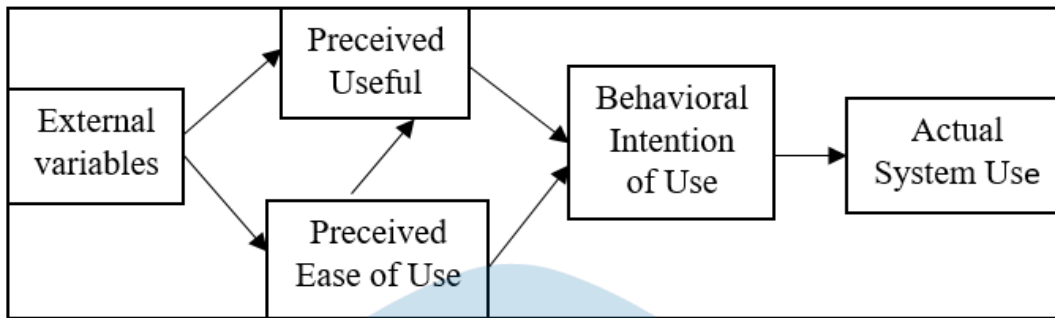 External
variables
Preceived
Useful
Preceived
Ease of Use
Behavioral
Intention
of Use
Actual
System Use